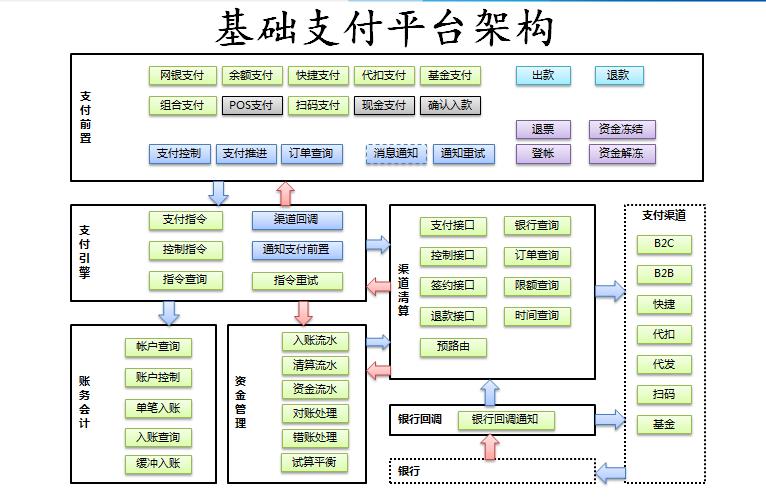 基础支付平台架构
支付前置
网银支付 余额支付 快捷支付 代扣支付 基金支付 出款 退款
组合支付 POS支付 扫码支付 现金支付 确认入款
退票 资金冻结
支付控制 支付推进 订单查询 消息通知 通知重试 登帐 资金解冻
支付引擎
支付指令 渠道回调
控制指令 通知支付前置
指令查询 指令重试
渠道清算
支付接口 银行查询
控制接口 订单查询
签约接口 限额查询
退款接口 时间查询
预路由
支付渠道
B2C
B2B
快捷
代扣
代发
扫码
基金
账务会计
帐户查询
账户控制
单笔入账
入账查询
缓冲入账
资金管理
入账流水
清算流水
资金流水
对账处理
错账处理
试算平衡
银行回调 银行回调通知
银行